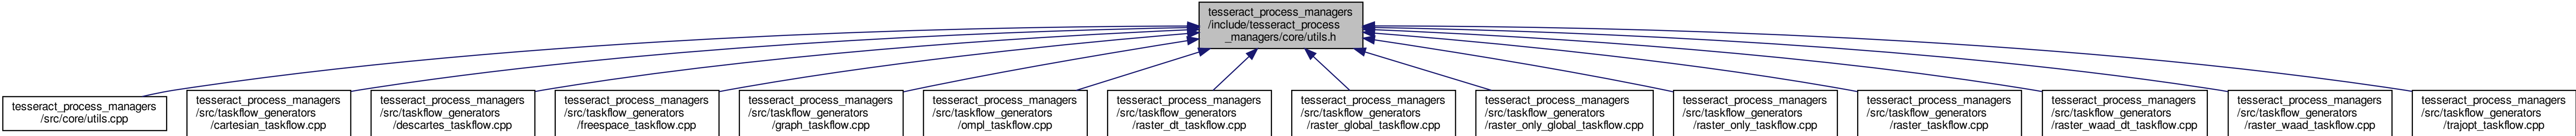 tesseract_process_managers
/include/tesseract_process
_managers/core/utils.h
tesseract_process_managers
/src/core/utils.cpp
tesseract_process_managers
/src/taskflow_generators
/cartesian_taskflow.cpp
tesseract_process_managers
/src/taskflow_generators
/descartes_taskflow.cpp
tesseract_process_managers
/src/taskflow_generators
/freespace_taskflow.cpp
tesseract_process_managers
/src/taskflow_generators
/graph_taskflow.cpp
tesseract_process_managers
/src/taskflow_generators
/ompl_taskflow.cpp
tesseract_process_managers
/src/taskflow_generators
/raster_dt_taskflow.cpp
tesseract_process_managers
/src/taskflow_generators
/raster_global_taskflow.cpp
tesseract_process_managers
/src/taskflow_generators
/raster_only_global_taskflow.cpp
tesseract_process_managers
/src/taskflow_generators
/raster_only_taskflow.cpp
tesseract_process_managers
/src/taskflow_generators
/raster_taskflow.cpp
tesseract_process_managers
/src/taskflow_generators
/raster_waad_dt_taskflow.cpp
tesseract_process_managers
/src/taskflow_generators
/raster_waad_taskflow.cpp
tesseract_process_managers
/src/taskflow_generators
/trajopt_taskflow.cpp